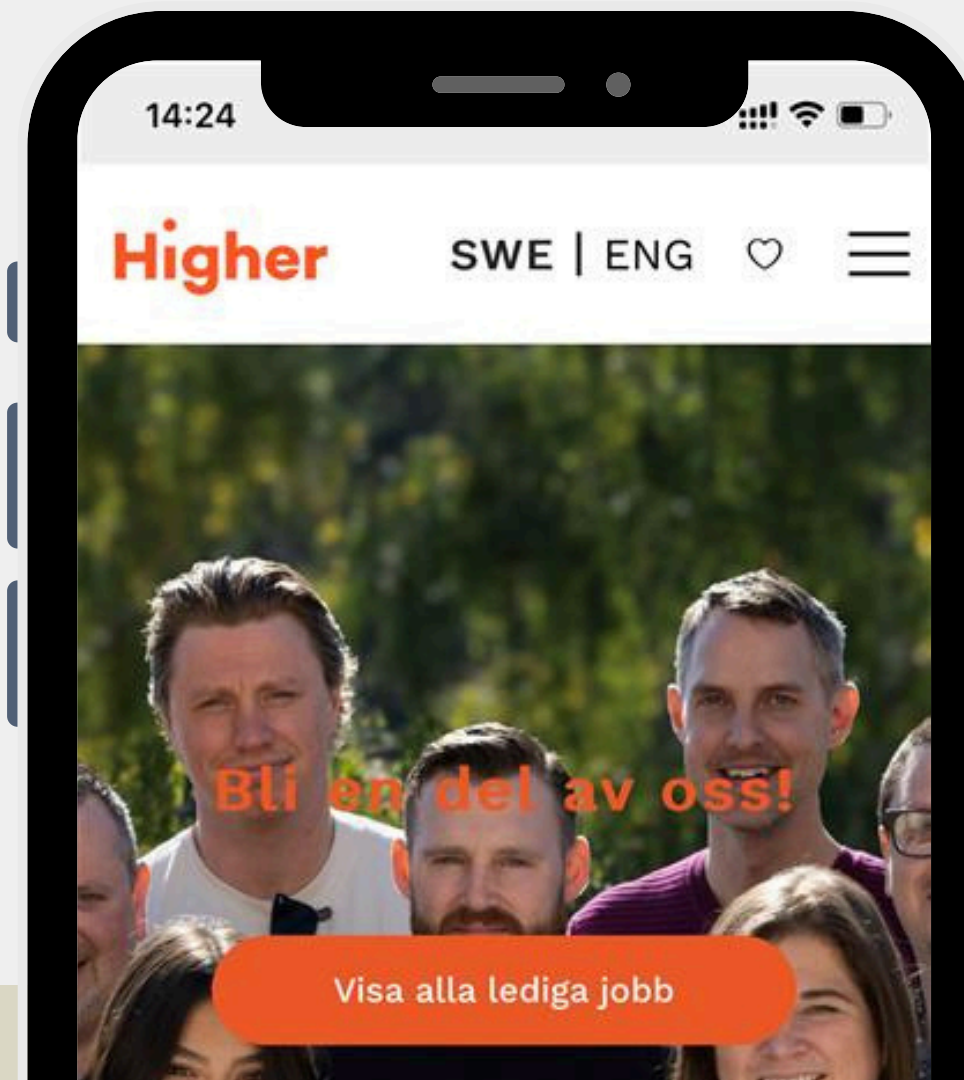 14:24
Higher
SWE | ENG
Bli en del av oss!
Visa alla lediga jobb